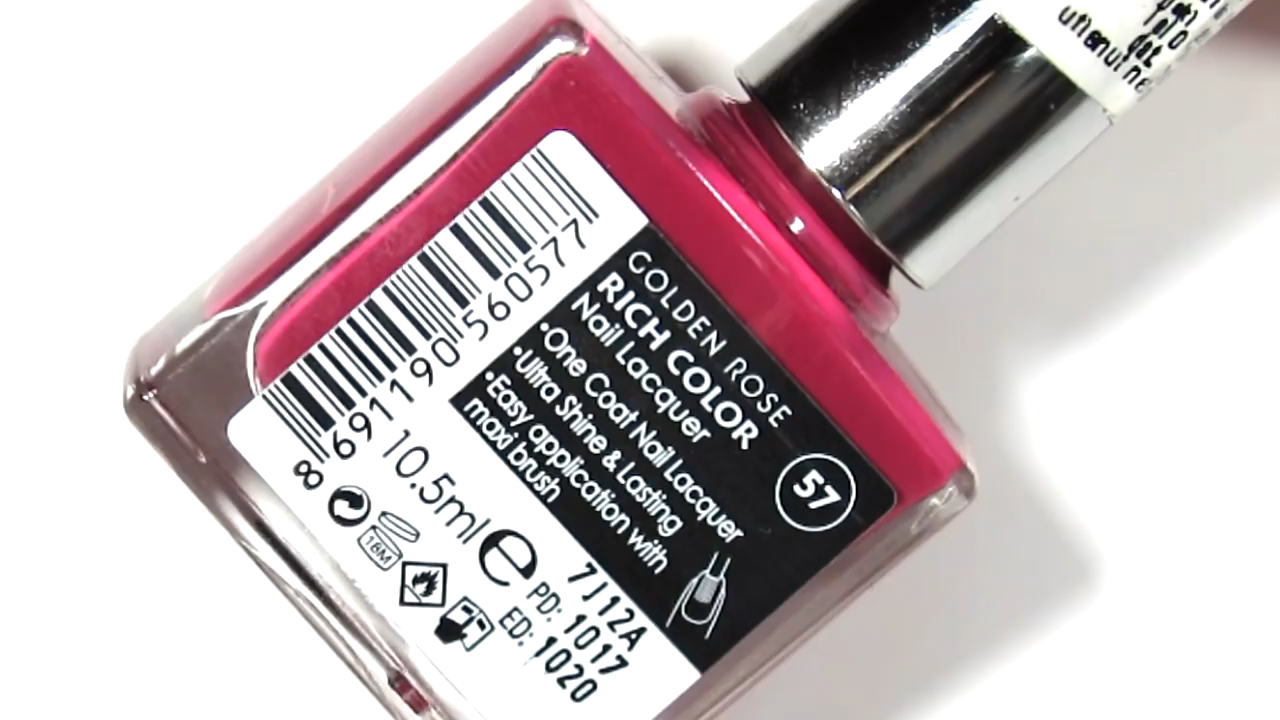 GOLDEN ROSE
RICH COLOR
Nail Lacquer
•One Coat Nail Lacquer
•Ultra Shine & Lasting
•Easy application with
maxi brush
57
8 691190 560577
10.5ml e
18M
7J12A
PD: 1017
ED: 1020